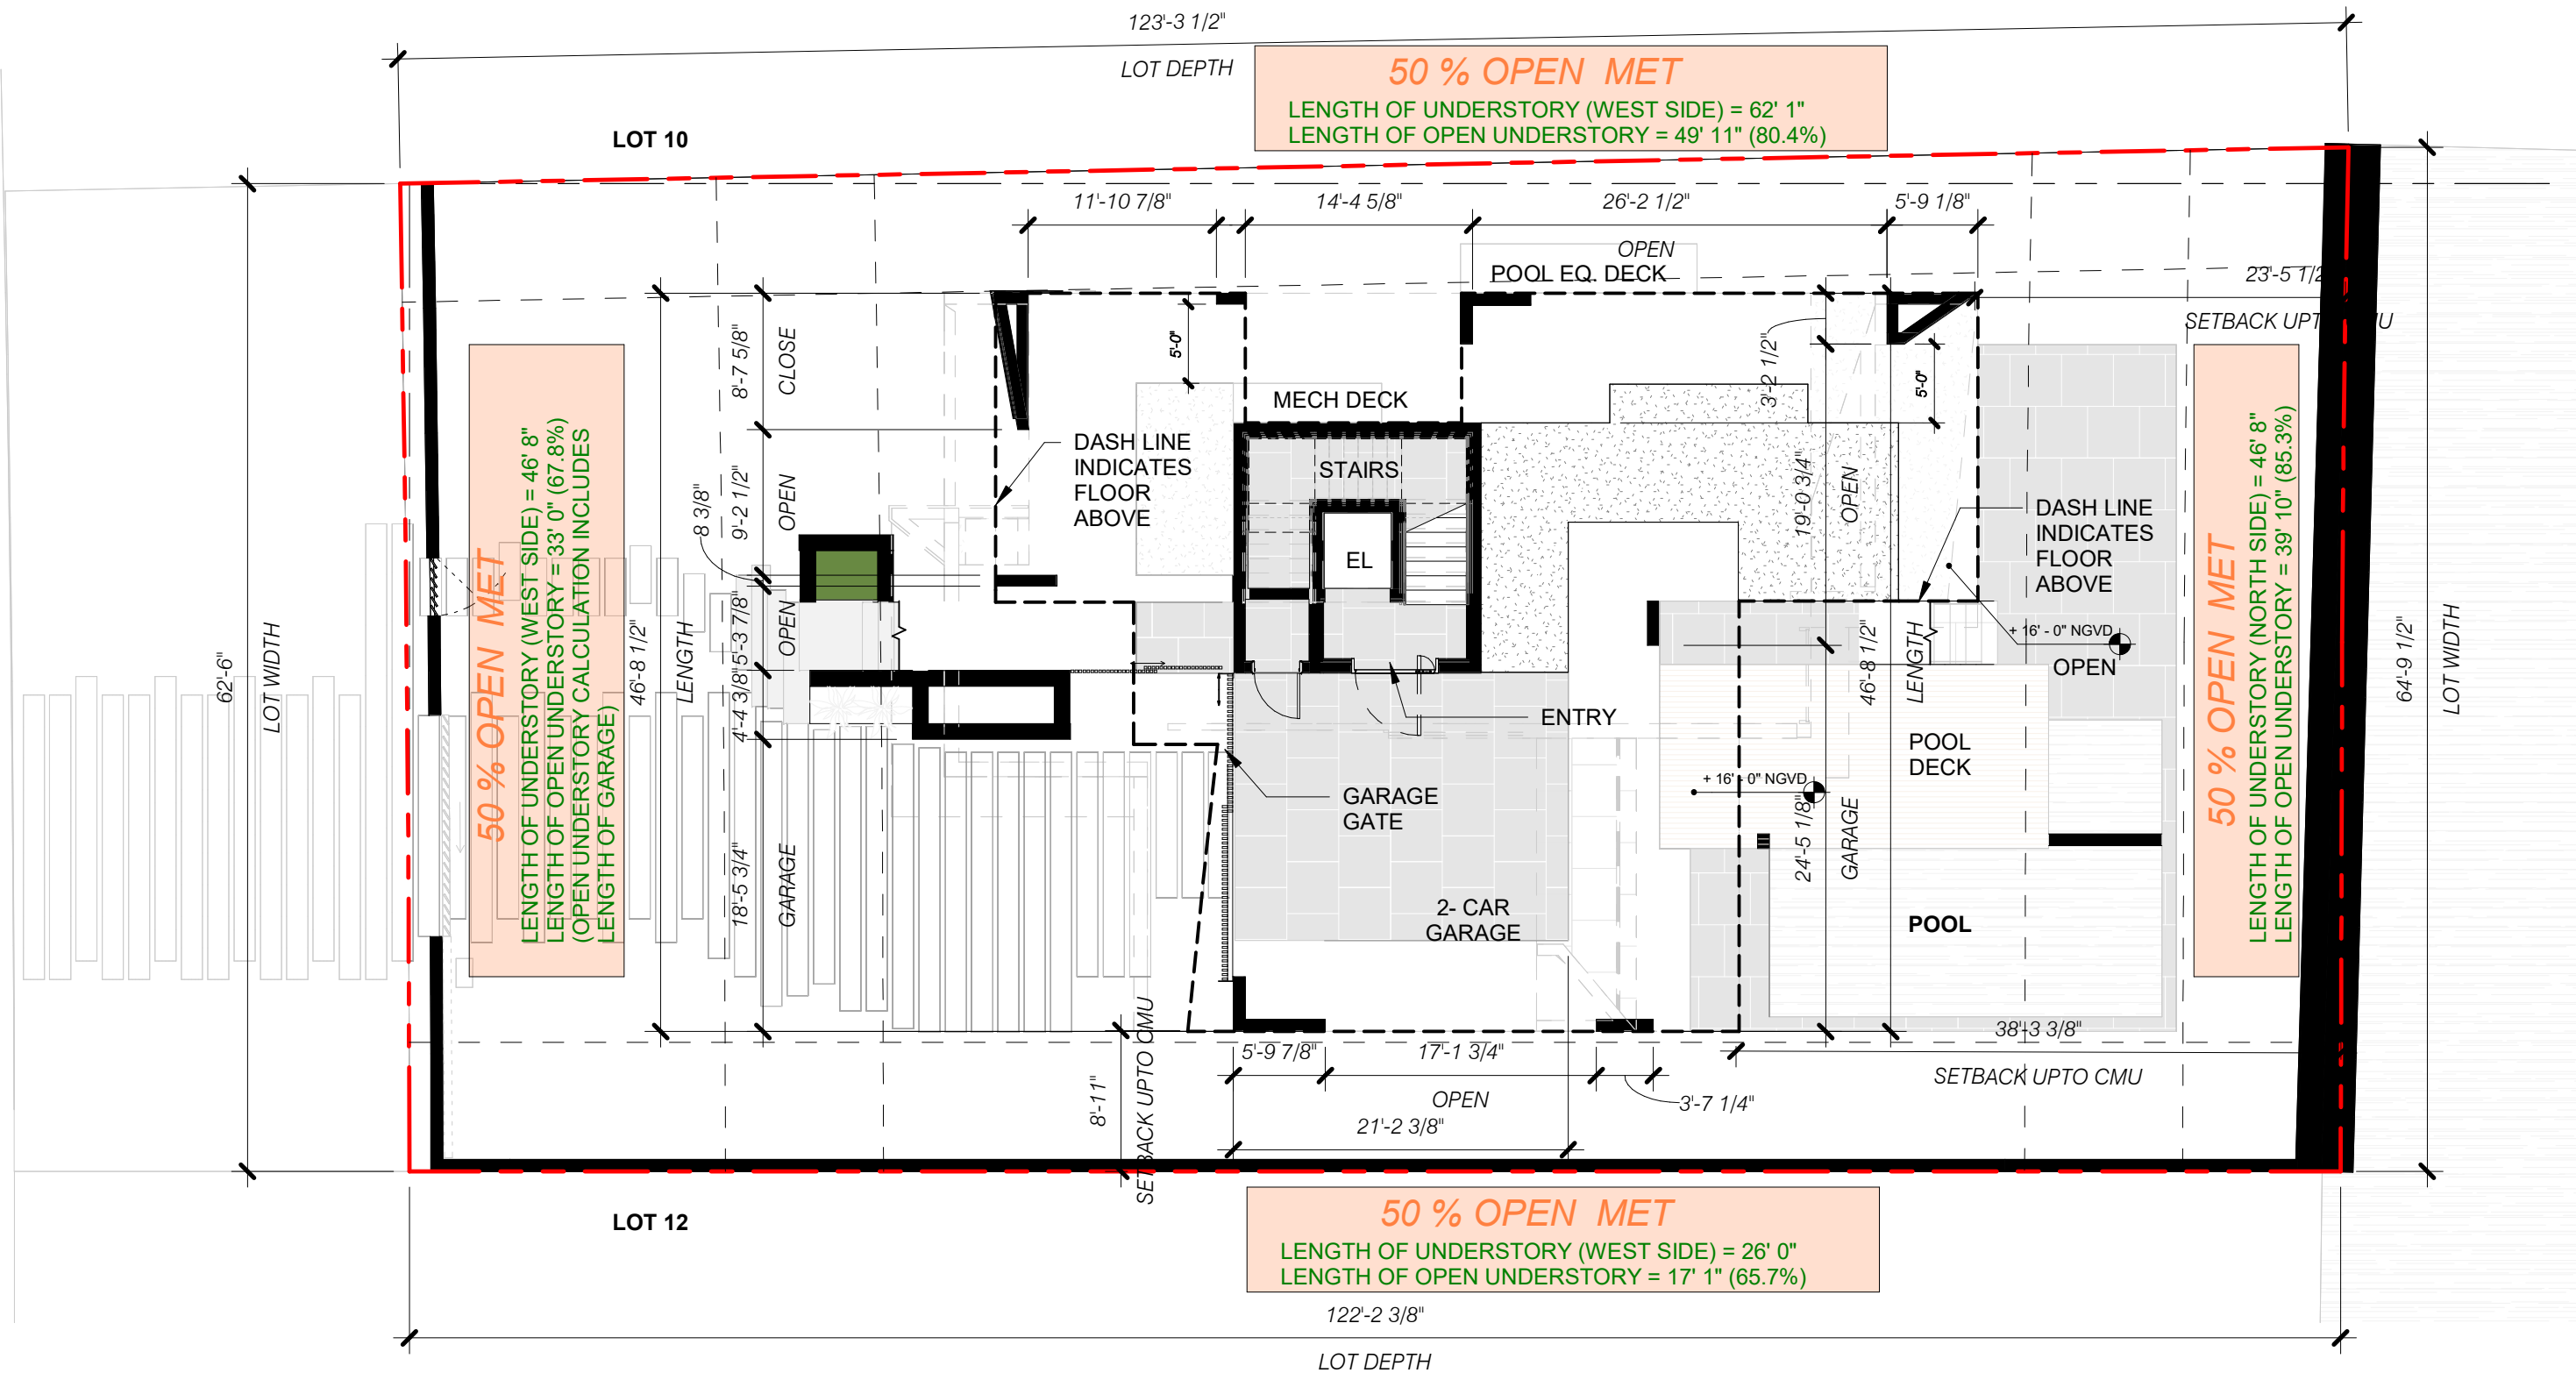 123'-3 1/2"
LOT DEPTH
50 % OPEN  MET
LENGTH OF UNDERSTORY (WEST SIDE) = 62' 1"
LENGTH OF OPEN UNDERSTORY = 49' 11" (80.4%)
LOT 10
11'-10 7/8"
14'-4 5/8"
26'-2 1/2"
5'-9 1/8"
OPEN
POOL EQ. DECK
SETBACK
8'-7 5/8"
CLOSE
5'-0"
3'-2 1/2"
5'-0"
MECH DECK
DASH LINE
INDICATES
FLOOR
ABOVE
STAIRS
EL
9'-2 1/2"
OPEN
8 3/8"
19'-0 3/4"
OPEN
DASH LINE
INDICATES
FLOOR
ABOVE
+ 16' - 0" NGVD
OPEN
50 % OPEN  MET
LENGTH OF UNDERSTORY (WEST SIDE) = 46' 8"
LENGTH OF OPEN UNDERSTORY = 33' 0" (67.8%)
(OPEN UNDERSTORY CALCULATION INCLUDES
LENGTH OF GARAGE)
50 % OPEN  MET
LENGTH OF UNDERSTORY (NORTH SIDE) = 46' 8"
LENGTH OF OPEN UNDERSTORY = 39' 10" (85.3%)
62'-6"
LOT WIDTH
46'-8 1/2"
LENGTH
5'-3 7/8"
OPEN
4'-4 3/8"
46'-8 1/2"
LENGTH
64'-9 1/2"
LOT WIDTH
ENTRY
POOL
DECK
+ 16' - 0" NGVD
GARAGE
GATE
18'-5 3/4"
GARAGE
24'-5 1/8"
GARAGE
2- CAR
GARAGE
POOL
38'-3 3/8"
SETBACK UPTO CMU
8'-11"
SETBACK UPTO CMU
5'-9 7/8"
17'-1 3/4"
OPEN
3'-7 1/4"
21'-2 3/8"
LOT 12
50 % OPEN  MET
LENGTH OF UNDERSTORY (WEST SIDE) = 26' 0"
LENGTH OF OPEN UNDERSTORY = 17' 1" (65.7%)
122'-2 3/8"
LOT DEPTH